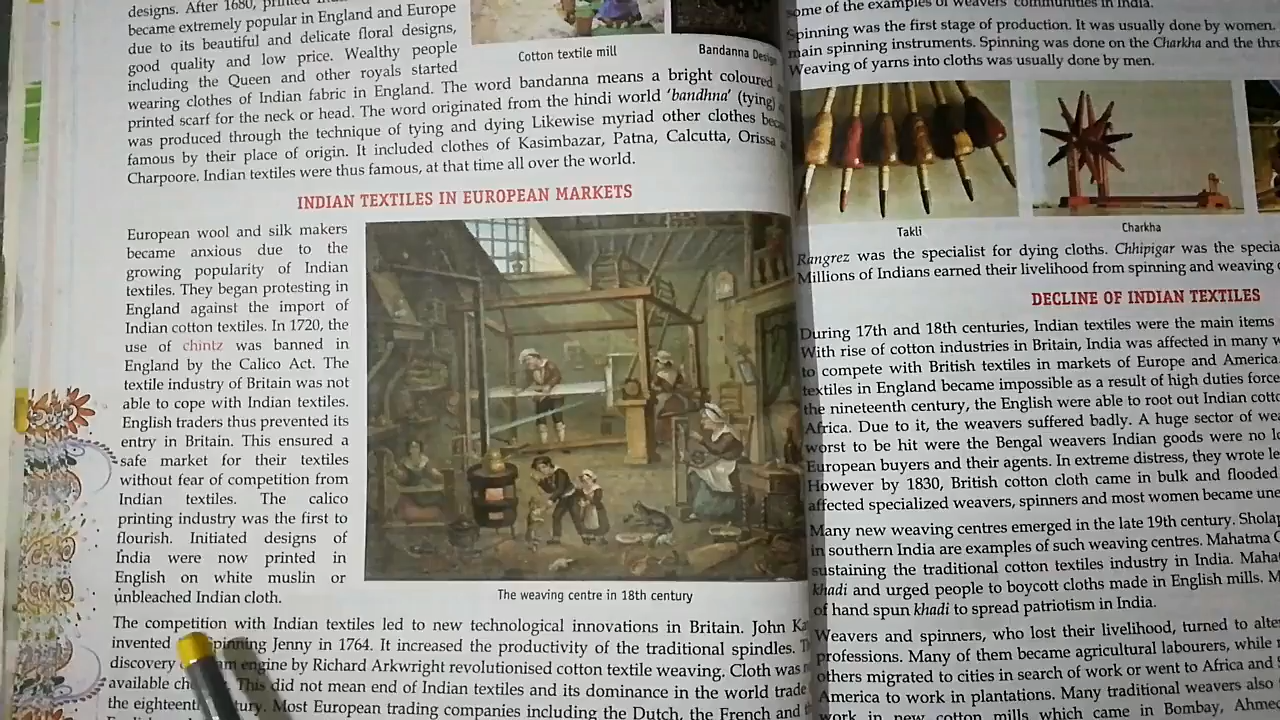 designs. After 1680, printed
became extremely popular in England and Europe
due to its beautiful and delicate floral designs,
good quality and low price. Wealthy people
including the Queen and other royals started
wearing clothes of Indian fabric in England. The word bandanna means a bright coloured
printed scarf for the neck or head. The word originated from the hindi world 'bandhna' (tying)
was produced through the technique of tying and dying Likewise myriad other clothes
famous by their place of origin. It included clothes of Kasimbazar, Patna, Calcutta, Orissa
Charpoore. Indian textiles were thus famous, at that time all over the world.
Cotton textile mill
Bandanna
INDIAN TEXTILES IN EUROPEAN MARKETS
European wool and silk makers
became anxious due to the
growing popularity of Indian
textiles. They began protesting in
England against the import of
Indian cotton textiles. In 1720, the
use of chintz was banned in
England by the Calico Act. The
textile industry of Britain was not
able to cope with Indian textiles.
English traders thus prevented its
entry in Britain. This ensured a
safe market for their textiles
without fear of competition from
Indian textiles. The calico
printing industry was the first to
flourish. Initiated designs of
India were now printed in
English on white muslin or
unbleached Indian cloth.
The weaving centre in 18th century
The competition with Indian textiles led to new technological innovations in Britain. John
invented spinning Jenny in 1764. It increased the productivity of the traditional spindles.
discovery engine by Richard Arkwright revolutionised cotton textile weaving. Cloth was
available This did not mean end of Indian textiles and its dominance in the world trade
the Most European trading companies including the Dutch, the French and
some of the examples of weavers' communities in India.
Spinning was the first stage of production. It was usually done by women.
main spinning instruments. Spinning was done on the Charkha and the
Weaving of yarns into cloths was usually done by men.
Takli
Charkha
Rangrez was the specialist for dying cloths. Chhipigar was the
Millions of Indians earned their livelihood from spinning and weaving
DECLINE OF INDIAN TEXTILES
During 17th and 18th centuries, Indian textiles were the main items
With rise of cotton industries in Britain, India was affected in many
to compete with British textiles in markets of Europe and America
textiles in England became impossible as a result of high duties
the nineteenth century, the English were able to root out Indian
Africa. Due to it, the weavers suffered badly. A huge sector of
worst to be hit were the Bengal weavers Indian goods were no
European buyers and their agents. In extreme distress, they wrote
However by 1830, British cotton cloth came in bulk and flooded
affected specialized weavers, spinners and most women became
Many new weaving centres emerged in the late 19th century.
in southern India are examples of such weaving centres. Mahatma
sustaining the traditional cotton textiles industry in India.
khadi and urged people to boycott cloths made in English mills.
of hand spun khadi to spread patriotism in India.
Weavers and spinners, who lost their livelihood, turned to
professions. Many of them became agricultural labourers, while
others migrated to cities in search of work or went to Africa and
America to work in plantations. Many traditional weavers also
work in new cotton mills which came in Bombay,